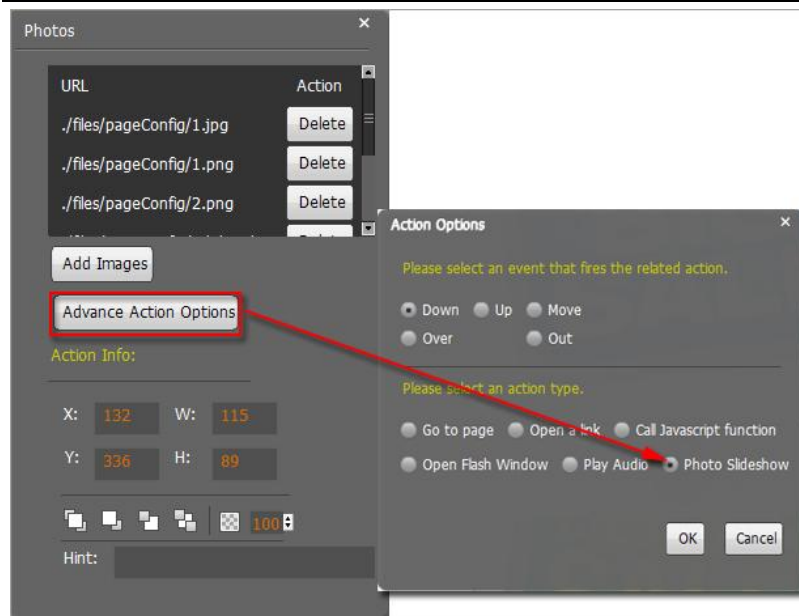 Photos
URL Action
./files/pageConfig/1.jpg Delete
./files/pageConfig/1.png Delete
./files/pageConfig/2.png Delete
Add Images
Advance Action Options
Action Info:
X: 132 W: 115
Y: 336 H: 89
100
Hint:
Action Options
Please select an event that fires the related action.
Down Up Move
Over Out
Please select an action type.
Go to page Open a link Call Javascript function
Open Flash Window Play Audio Photo Slideshow
OK Cancel